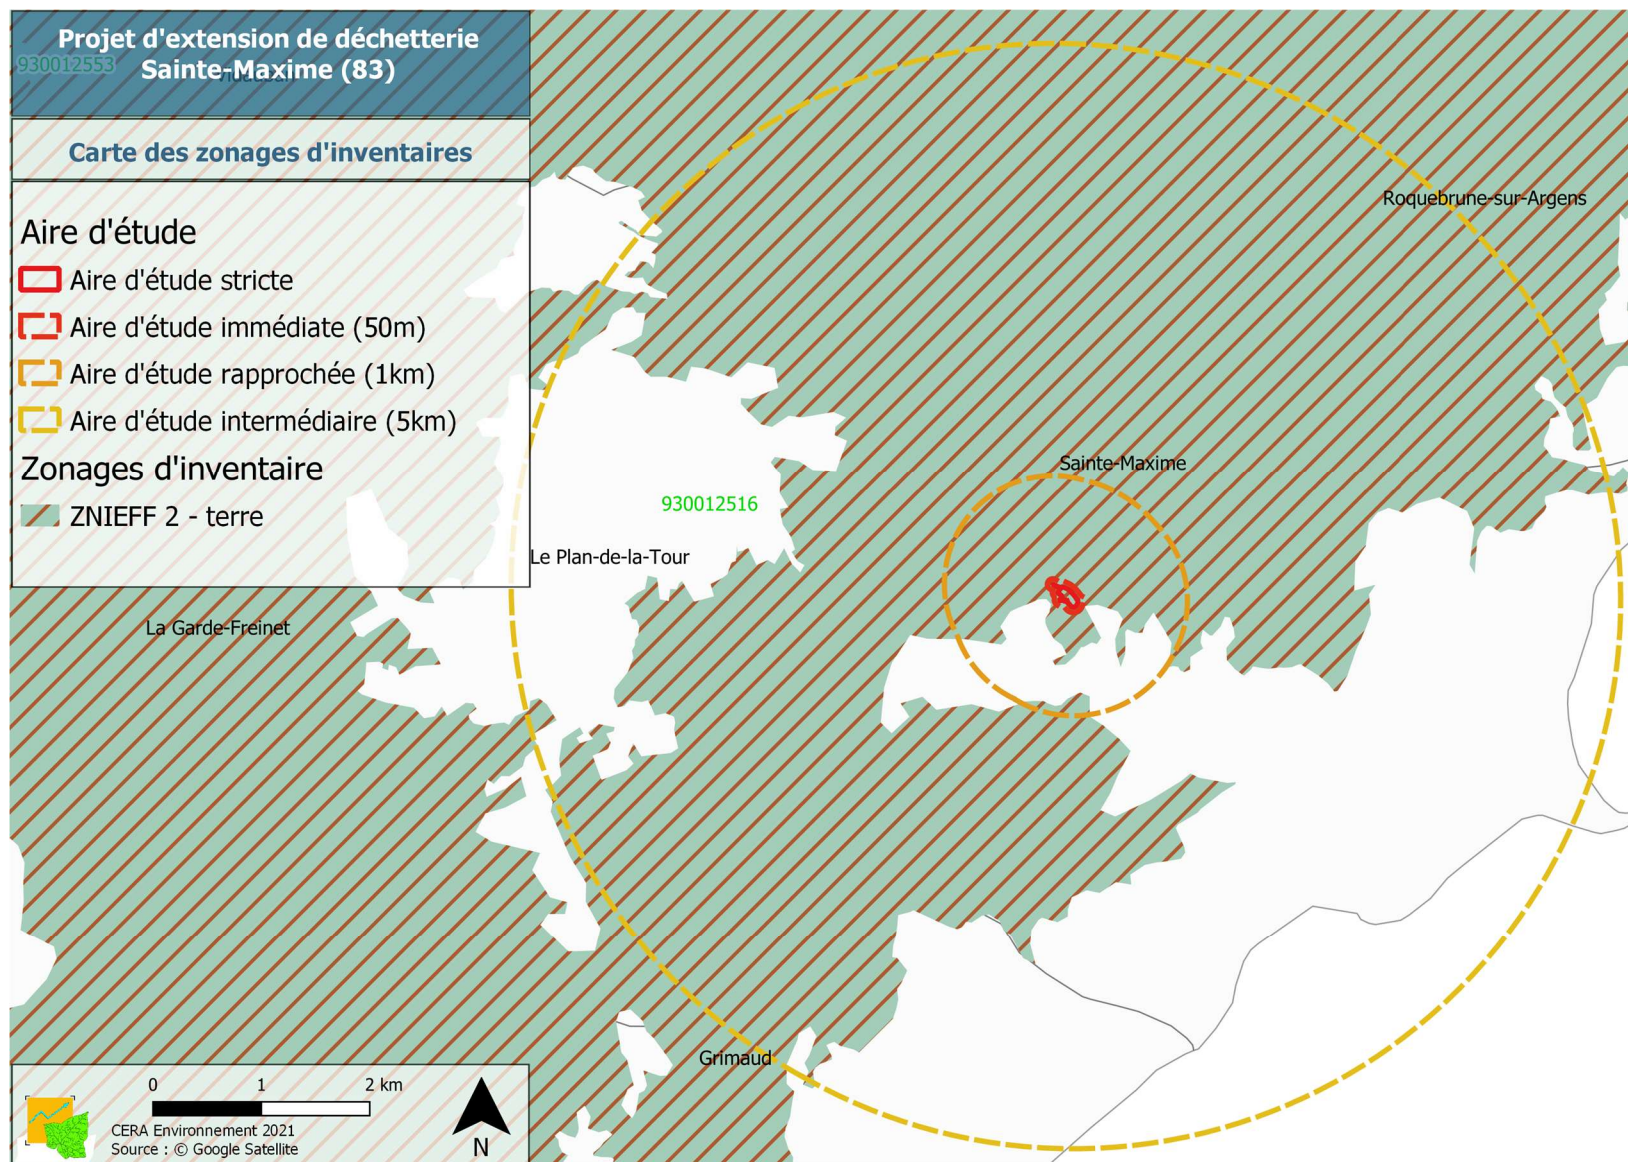 Projet d'extension de déchetterie
Sainte-Maxime (83)
930012553
Carte des zonages d'inventaires
Aire d'étude
Aire d'étude stricte
Aire d'étude immédiate (50m)
Aire d'étude rapprochée (1km)
Aire d'étude intermédiaire (5km)
Zonages d'inventaire
ZNIEFF 2 - terre
Roquebrune-sur-Argens
Sainte-Maxime
930012516
Le Plan-de-la-Tour
La Garde-Freinet
Grimaud
0 1 2 km
CERA Environnement 2021
Source : © Google Satellite
N